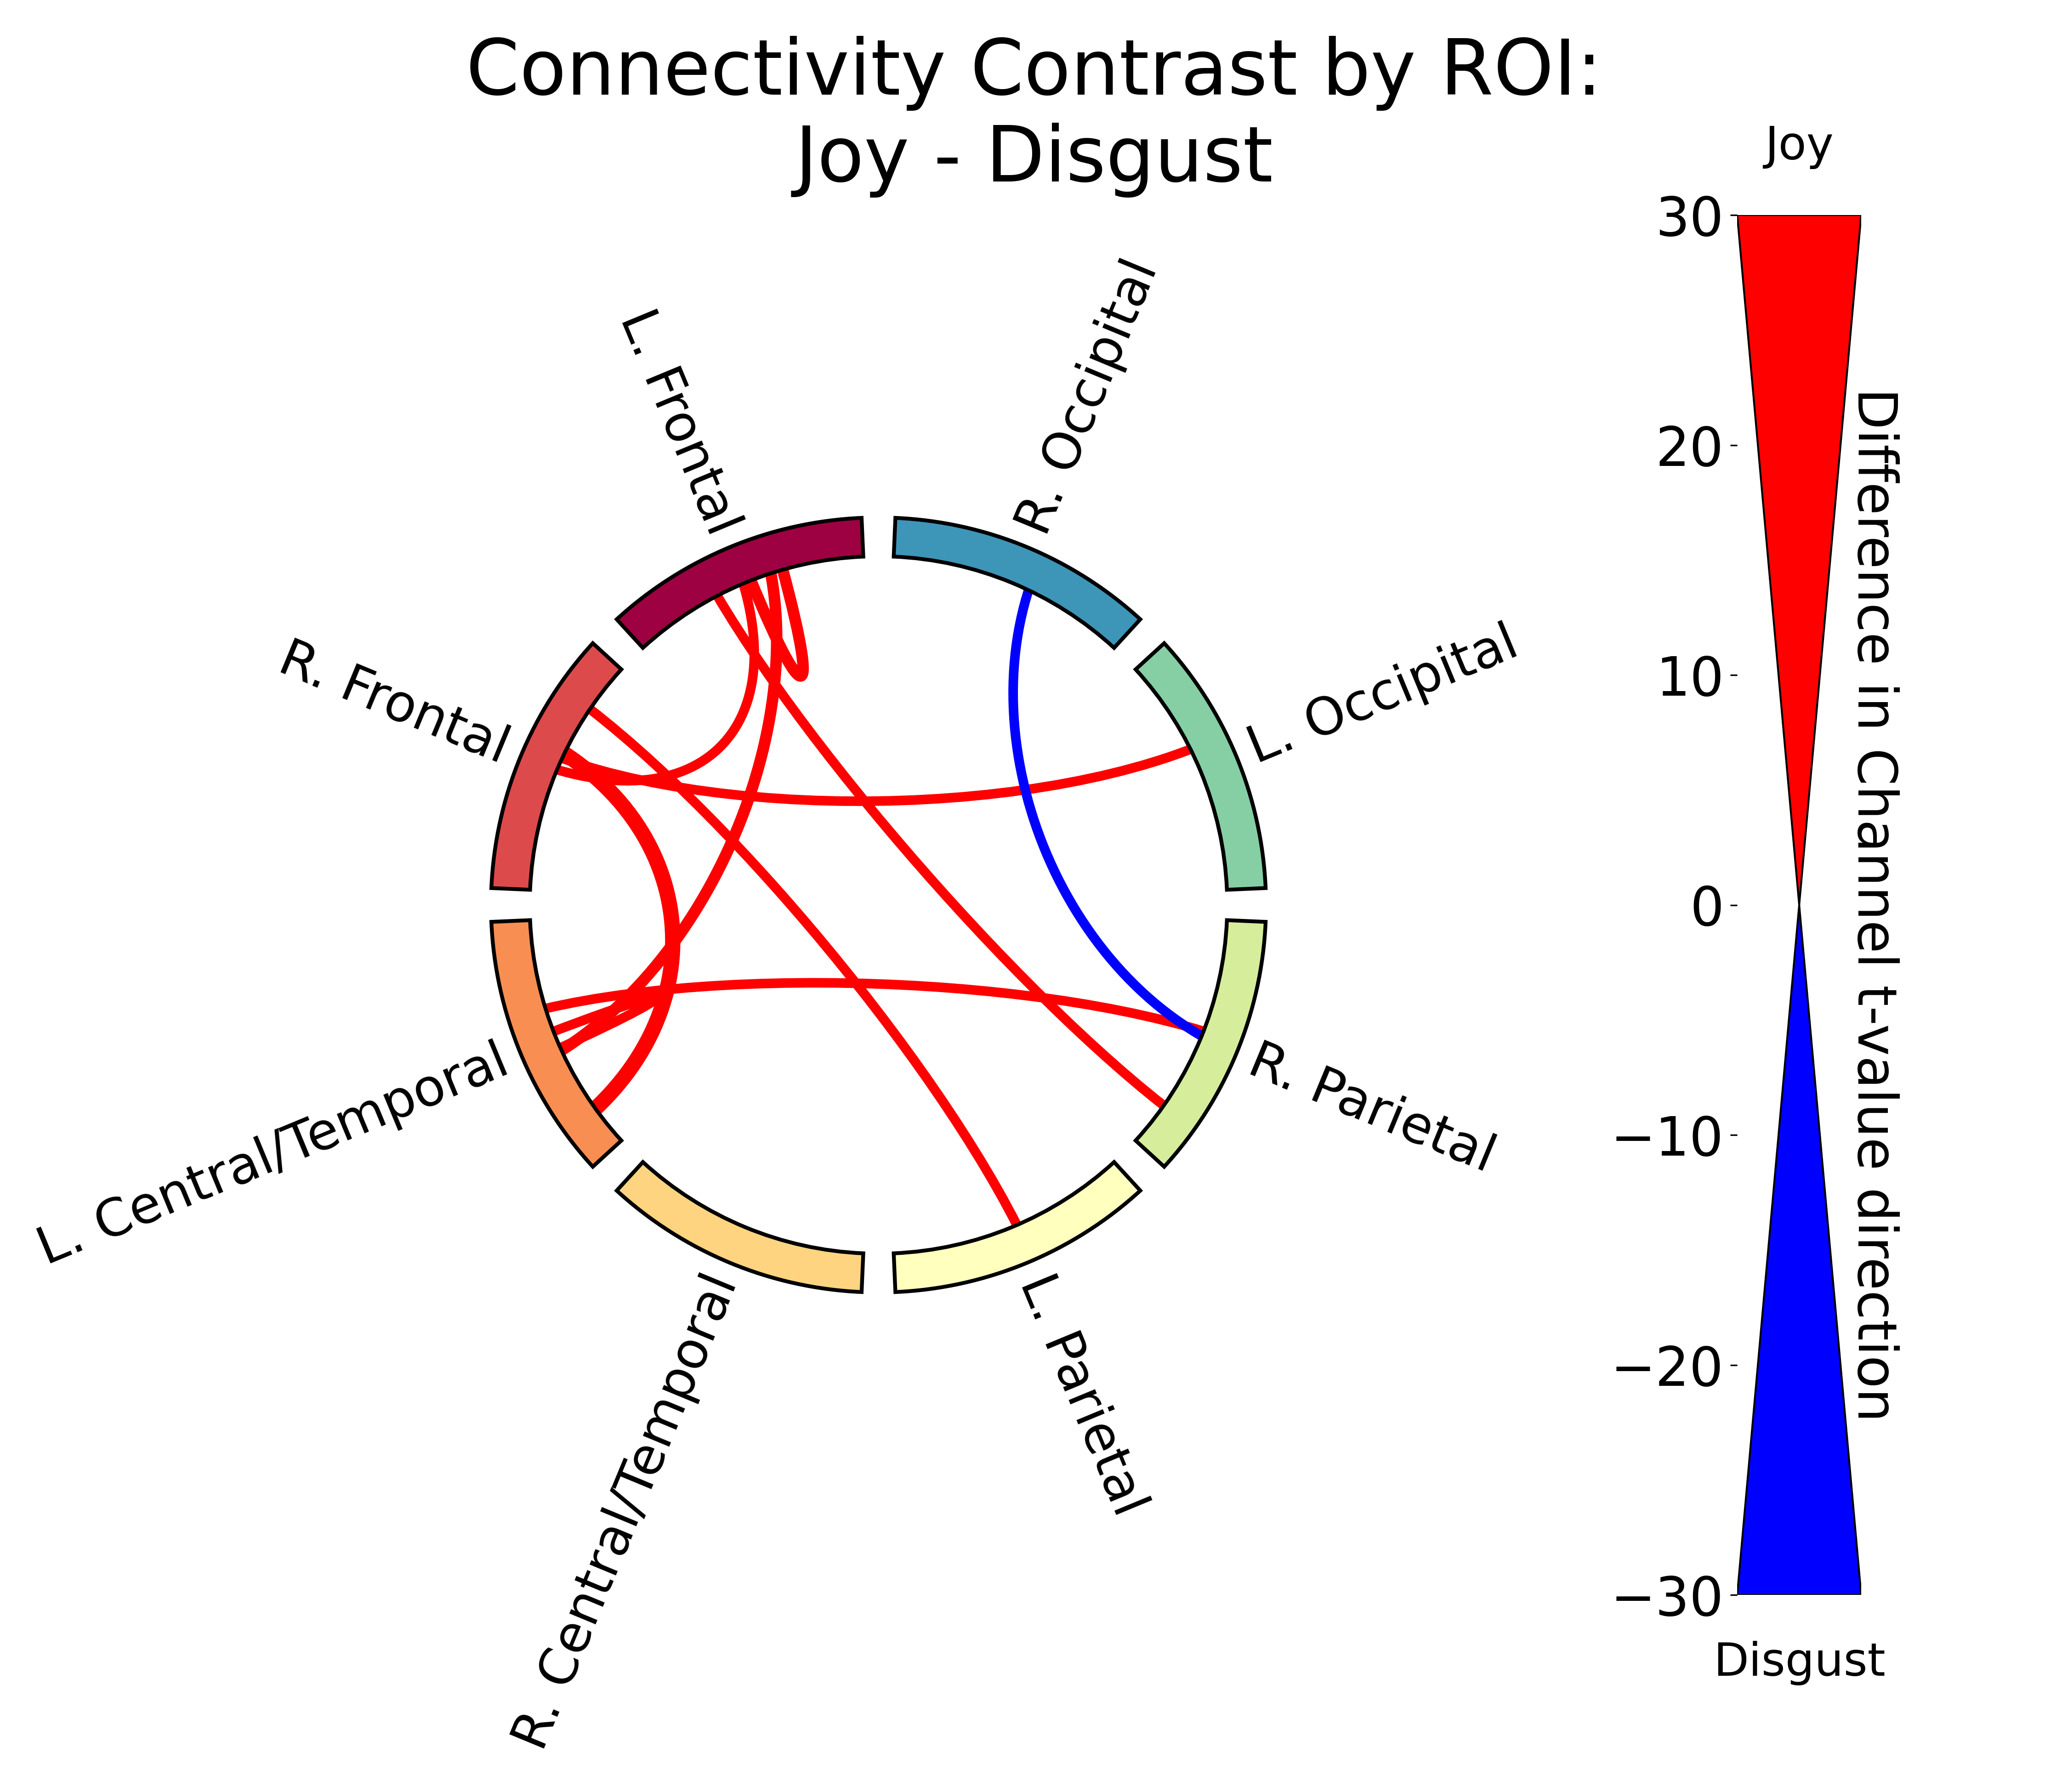 Connectivity Contrast by ROI:
Joy - Disgust
Joy
30
20
10
0
−10
−20
−30
Disgust
Difference in Channel t-value direction
R. Occipital
L. Frontal
L. Occipital
R. Frontal
R. Parietal
L. Central/Temporal
L. Parietal
R. Central/Temporal